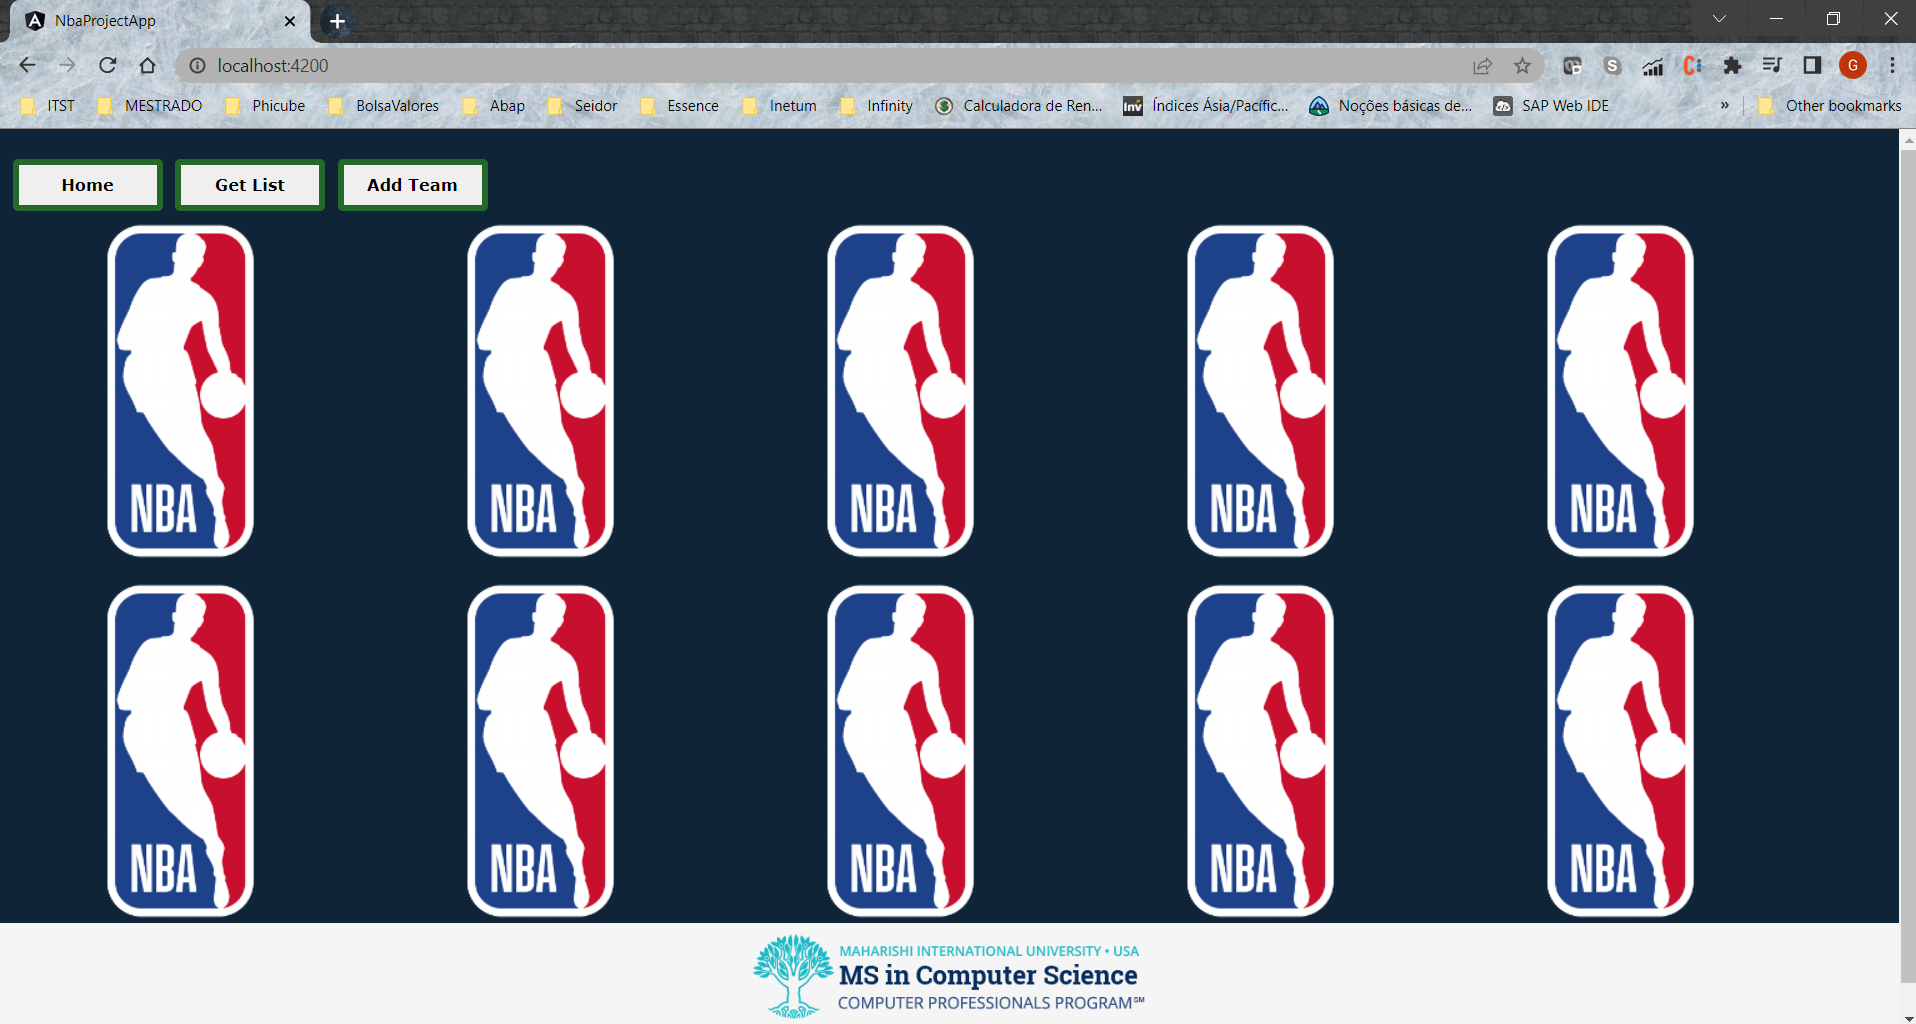 NbaProjectApp
localhost:4200
G
ITST MESTRADO Phicube BolsaValores Abap Seidor Essence Inetum Infinity Calculadora de Ren... Inv Índices Ásia/Pacífic... Noções básicas de... SAP Web IDE » Other bookmarks
Home Get List Add Team
NBA NBA NBA NBA NBA
NBA NBA NBA NBA NBA
MAHARISHI INTERNATIONAL UNIVERSITY • USA
MS in Computer Science
COMPUTER PROFESSIONALS PROGRAM℠